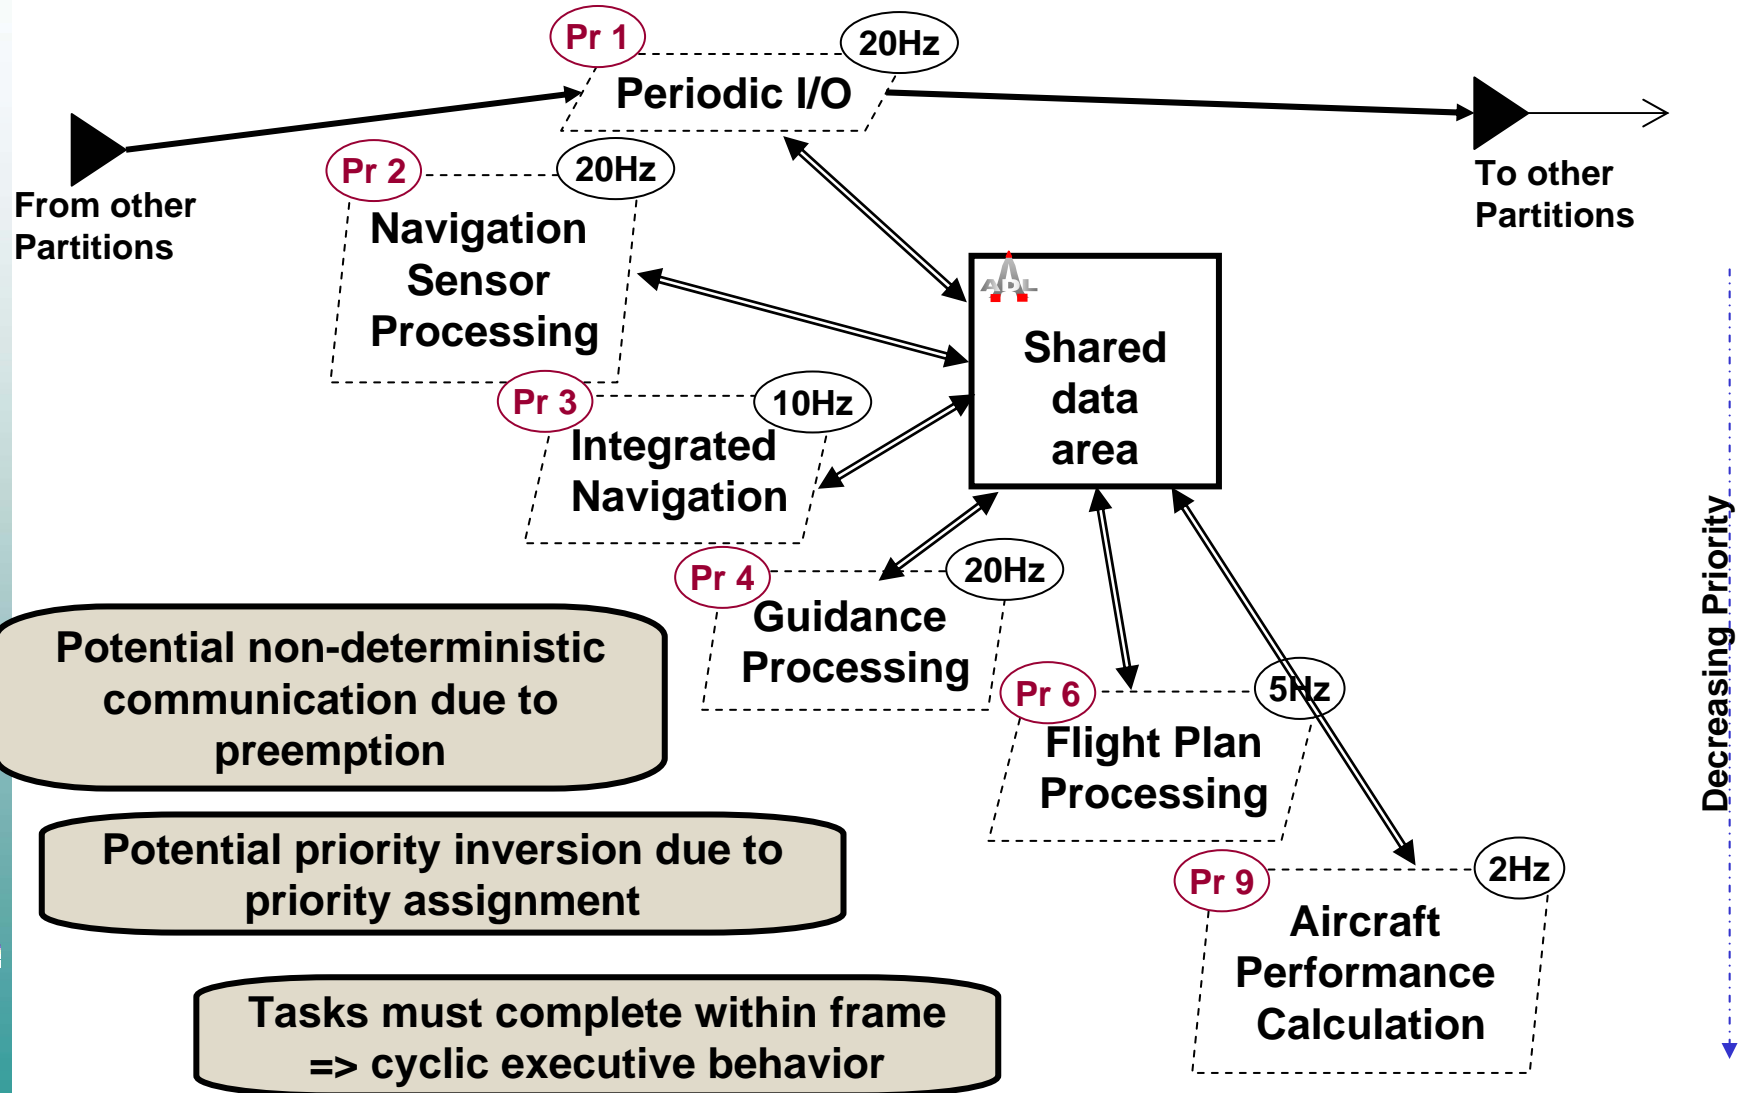 Pr 1
20Hz
Periodic I/O
From other
Partitions
To other
Partitions
Pr 2
20Hz
Navigation
Sensor
Processing
ADL
Shared
data
area
Pr 3
10Hz
Integrated
Navigation
Pr 4
20Hz
Guidance
Processing
Pr 6
5Hz
Flight Plan
Processing
Pr 9
2Hz
Aircraft
Performance
Calculation
Decreasing Priority
Potential non-deterministic
communication due to
preemption
Potential priority inversion due to
priority assignment
Tasks must complete within frame
=> cyclic executive behavior